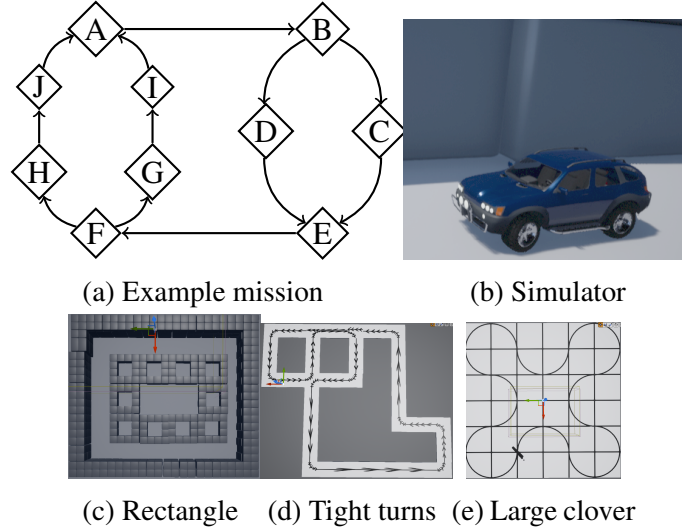 A
B
J
I
D
C
H
G
F
E
(a) Example mission
(b) Simulator
(c) Rectangle
(d) Tight turns
(e) Large clover